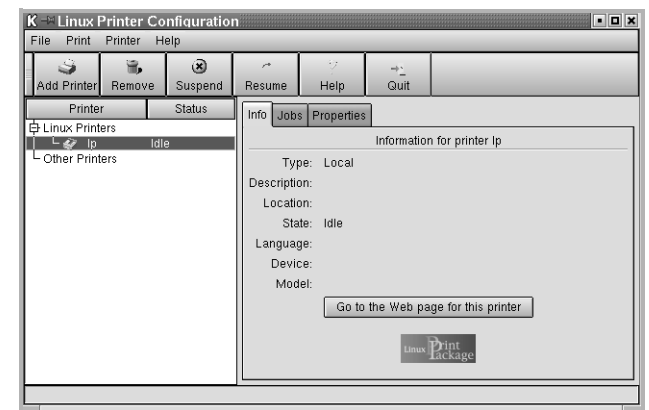 K Linux Printer Configuration
File Print Printer Help
Add Printer Remove Suspend Resume Help Quit
Printer Status
Linux Printers
lp Idle
Other Printers
Info Jobs Properties
Information for printer lp
Type: Local
Description:
Location:
State: Idle
Language:
Device:
Model:
Go to the Web page for this printer
Linux Print Package